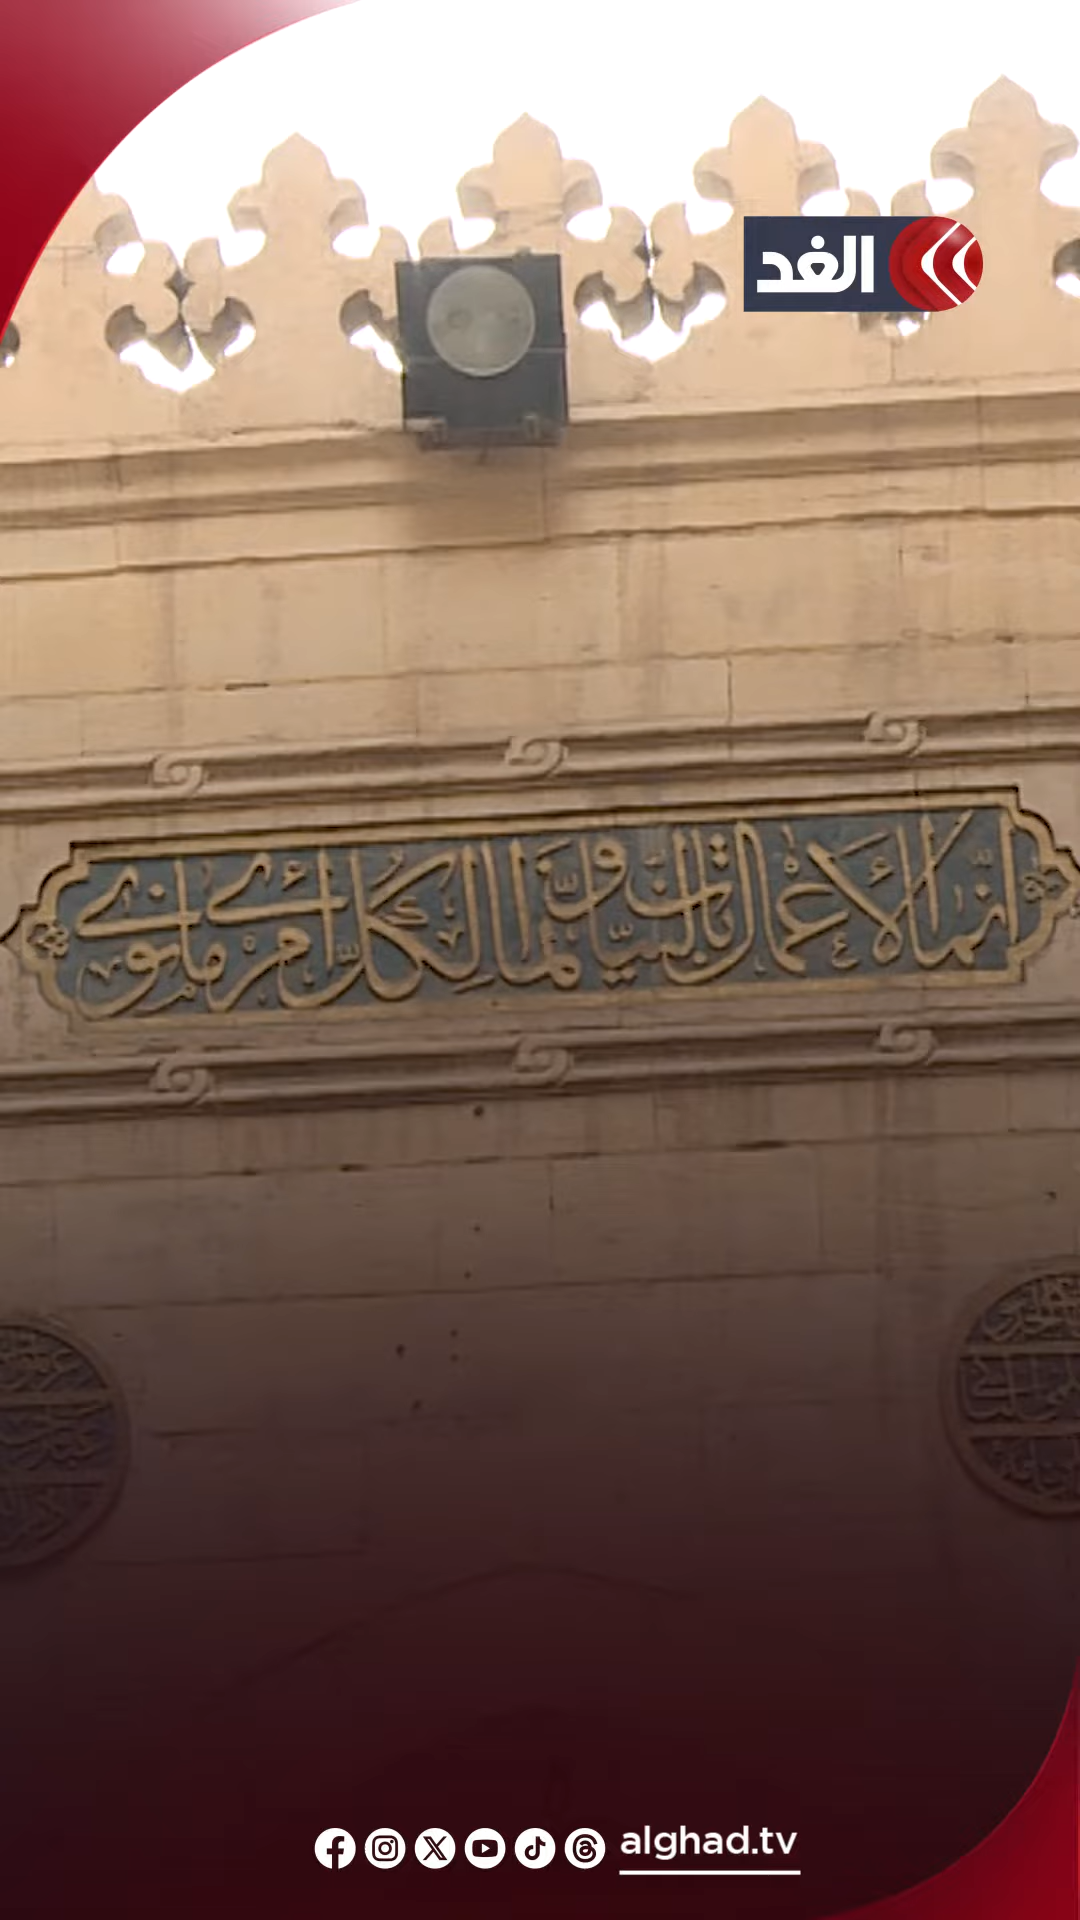 الغد
إنما الأعمال بالنيات وإنما لكل امرئ ما نوى
alghad.tv